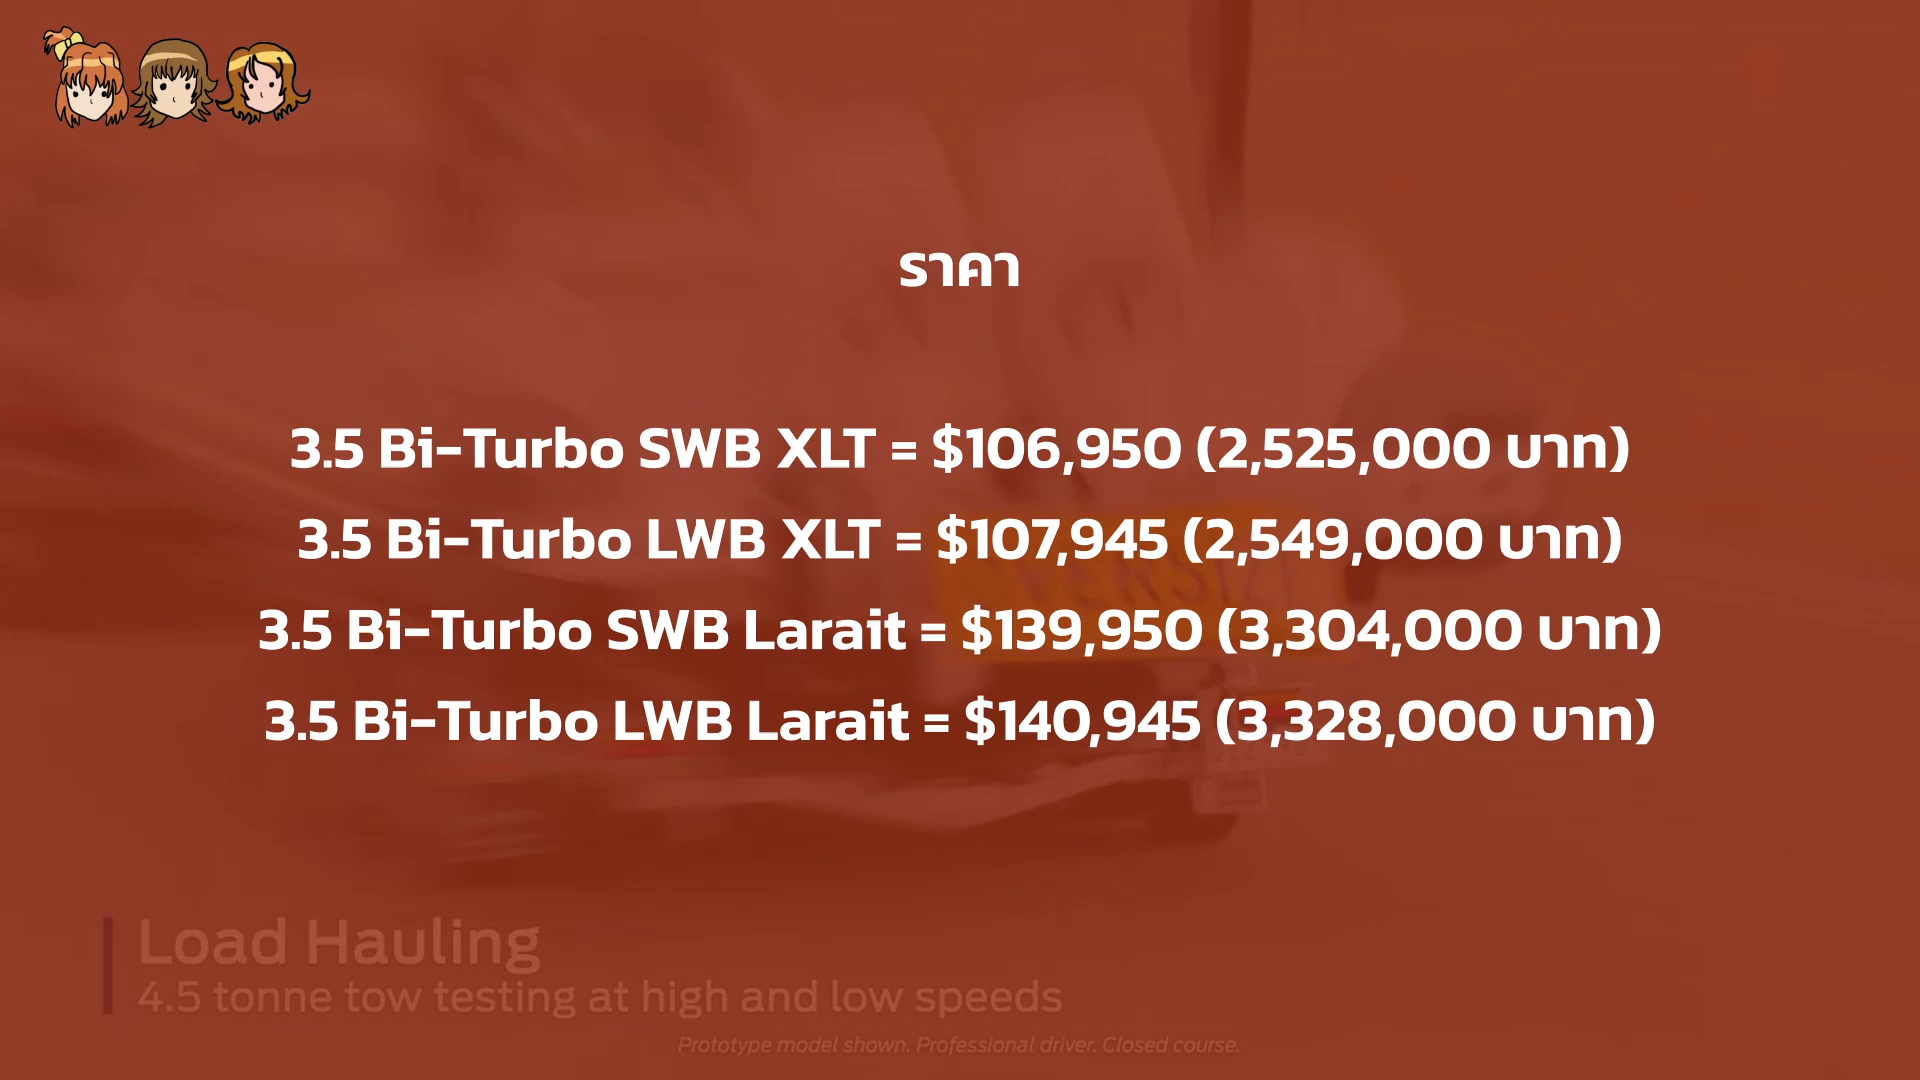 ราคา
3.5 Bi-Turbo SWB XLT = $106,950 (2,525,000 บาท)
3.5 Bi-Turbo LWB XLT = $107,945 (2,549,000 บาท)
3.5 Bi-Turbo SWB Larait = $139,950 (3,304,000 บาท)
3.5 Bi-Turbo LWB Larait = $140,945 (3,328,000 บาท)
Load Hauling
4.5 tonne tow testing at high and low speeds
Prototype model shown. Professional driver. Closed course.